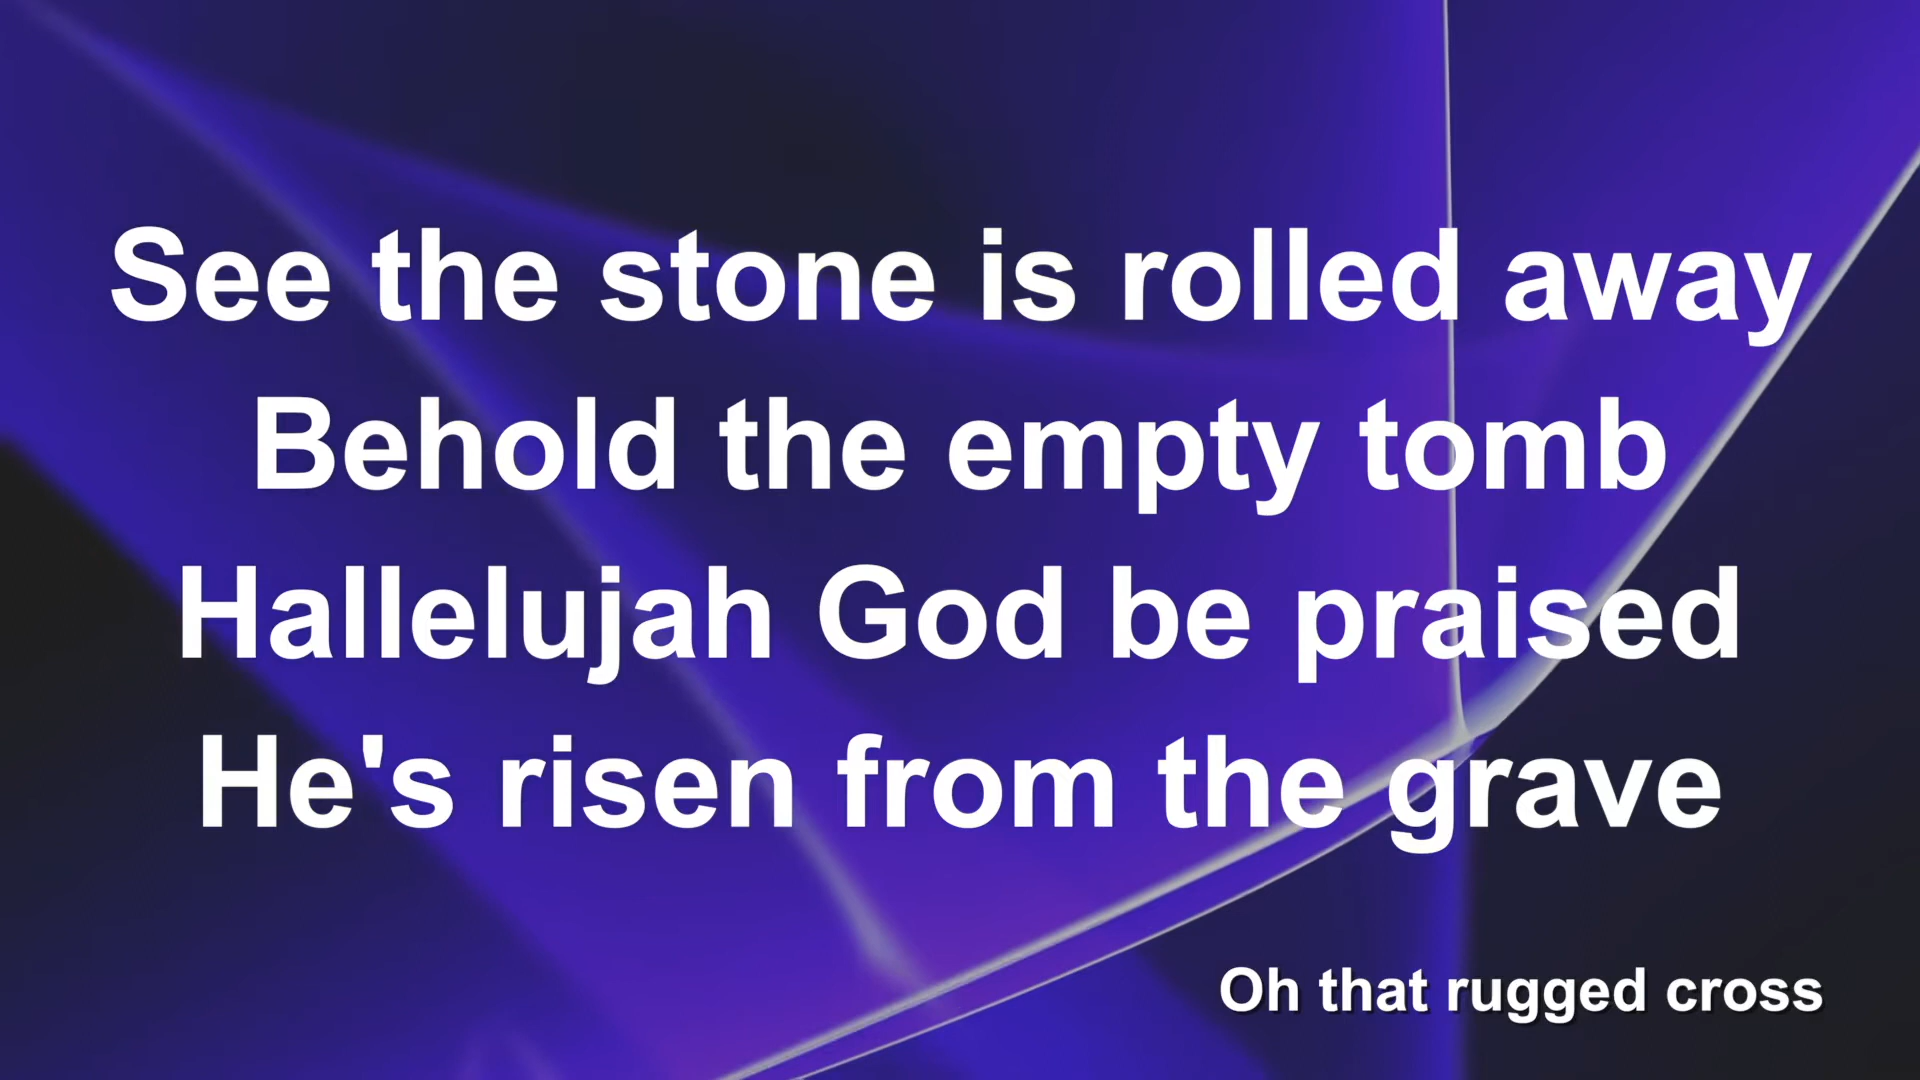 See the stone is rolled away
Behold the empty tomb
Hallelujah God be praised
He's risen from the grave
Oh that rugged cross